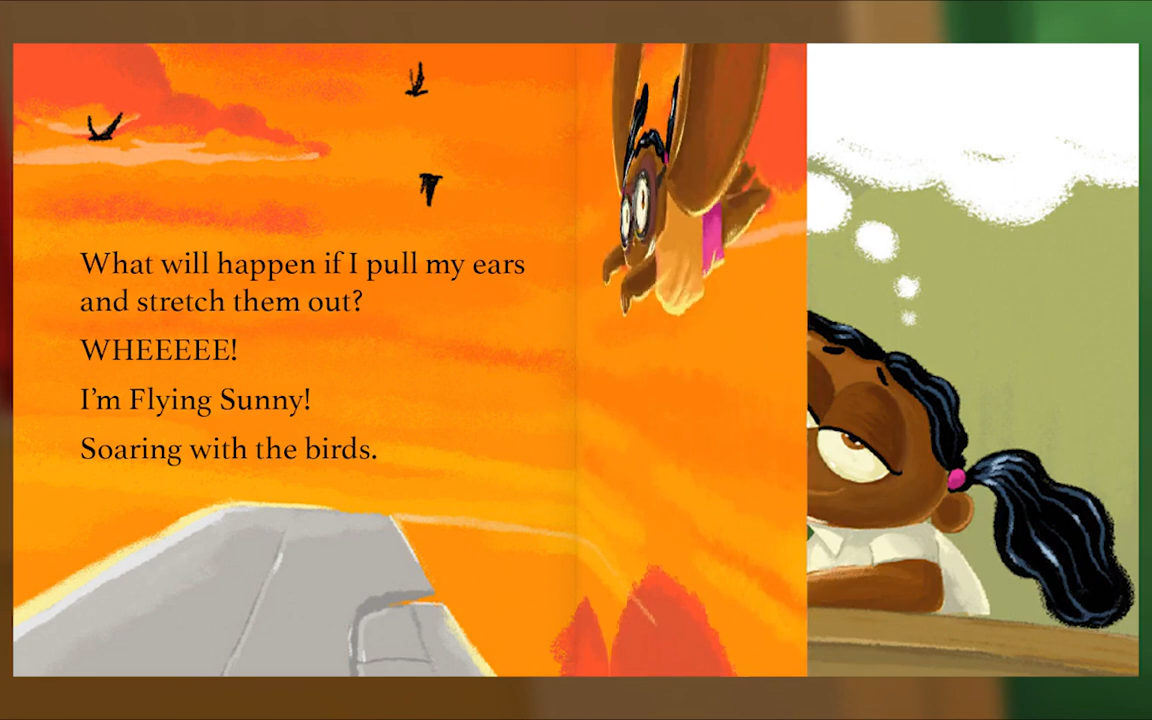 What will happen if I pull my ears
and stretch them out?
WHEEEEE!
I’m Flying Sunny!
Soaring with the birds.